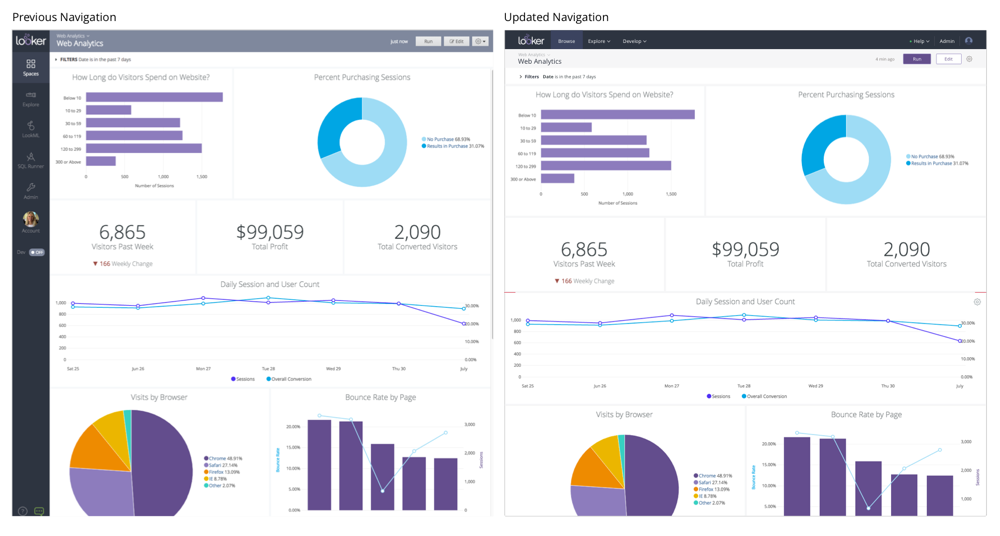 Previous Navigation
looker
Web Analytics
Web Analytics
just now
Run
Edit
Spaces
Explore
LookML
SQL Runner
Admin
Account
Dev
OFF
FILTERS Date is in the past 7 days
How Long do Visitors Spend on Website?
Below 10
10 to 29
30 to 59
60 to 119
120 to 299
300 or Above
0
500
1,000
1,500
Number of Sessions
Percent Purchasing Sessions
No Purchase 68.93%
Results in Purchase 31.07%
6,865
Visitors Past Week
▼ 166 Weekly Change
$99,059
Total Profit
2,090
Total Converted Visitors
Daily Session and User Count
1,000
800
600
400
200
0
30.00%
20.00%
10.00%
0.00%
Sat 25
Jun 26
Mon 27
Tue 28
Wed 29
Thu 30
July
Sessions
Overall Conversion
Visits by Browser
Chrome 48.91%
Safari 27.14%
Firefox 13.09%
IE 8.78%
Other 2.07%
Bounce Rate by Page
Bounce Rate
20.00%
15.00%
10.00%
5.00%
0.00%
3,000
2,000
1,000
0
Sessions
Updated Navigation
looker
Browse
Explore
Develop
+ Help
Admin
Web Analytics
Web Analytics
Run
Edit
Filters Date is in the past 7 days
How Long do Visitors Spend on Website?
Below 10
10 to 29
30 to 59
60 to 119
120 to 299
300 or Above
0
500
1,000
1,500
Number of Sessions
Percent Purchasing Sessions
No Purchase 68.93%
Results in Purchase 31.07%
6,865
Visitors Past Week
▼ 166 Weekly Change
$99,059
Total Profit
2,090
Total Converted Visitors
Daily Session and User Count
1,000
800
600
400
200
0
30.00%
20.00%
10.00%
0.00%
Sat 25
Jun 26
Mon 27
Tue 28
Wed 29
Thu 30
July
Sessions
Overall Conversion
Visits by Browser
Chrome 48.91%
Safari 27.14%
Firefox 13.09%
IE 8.78%
Other 2.07%
Bounce Rate by Page
Bounce Rate
20.00%
15.00%
10.00%
5.00%
3,000
2,000
1,000
Sessions